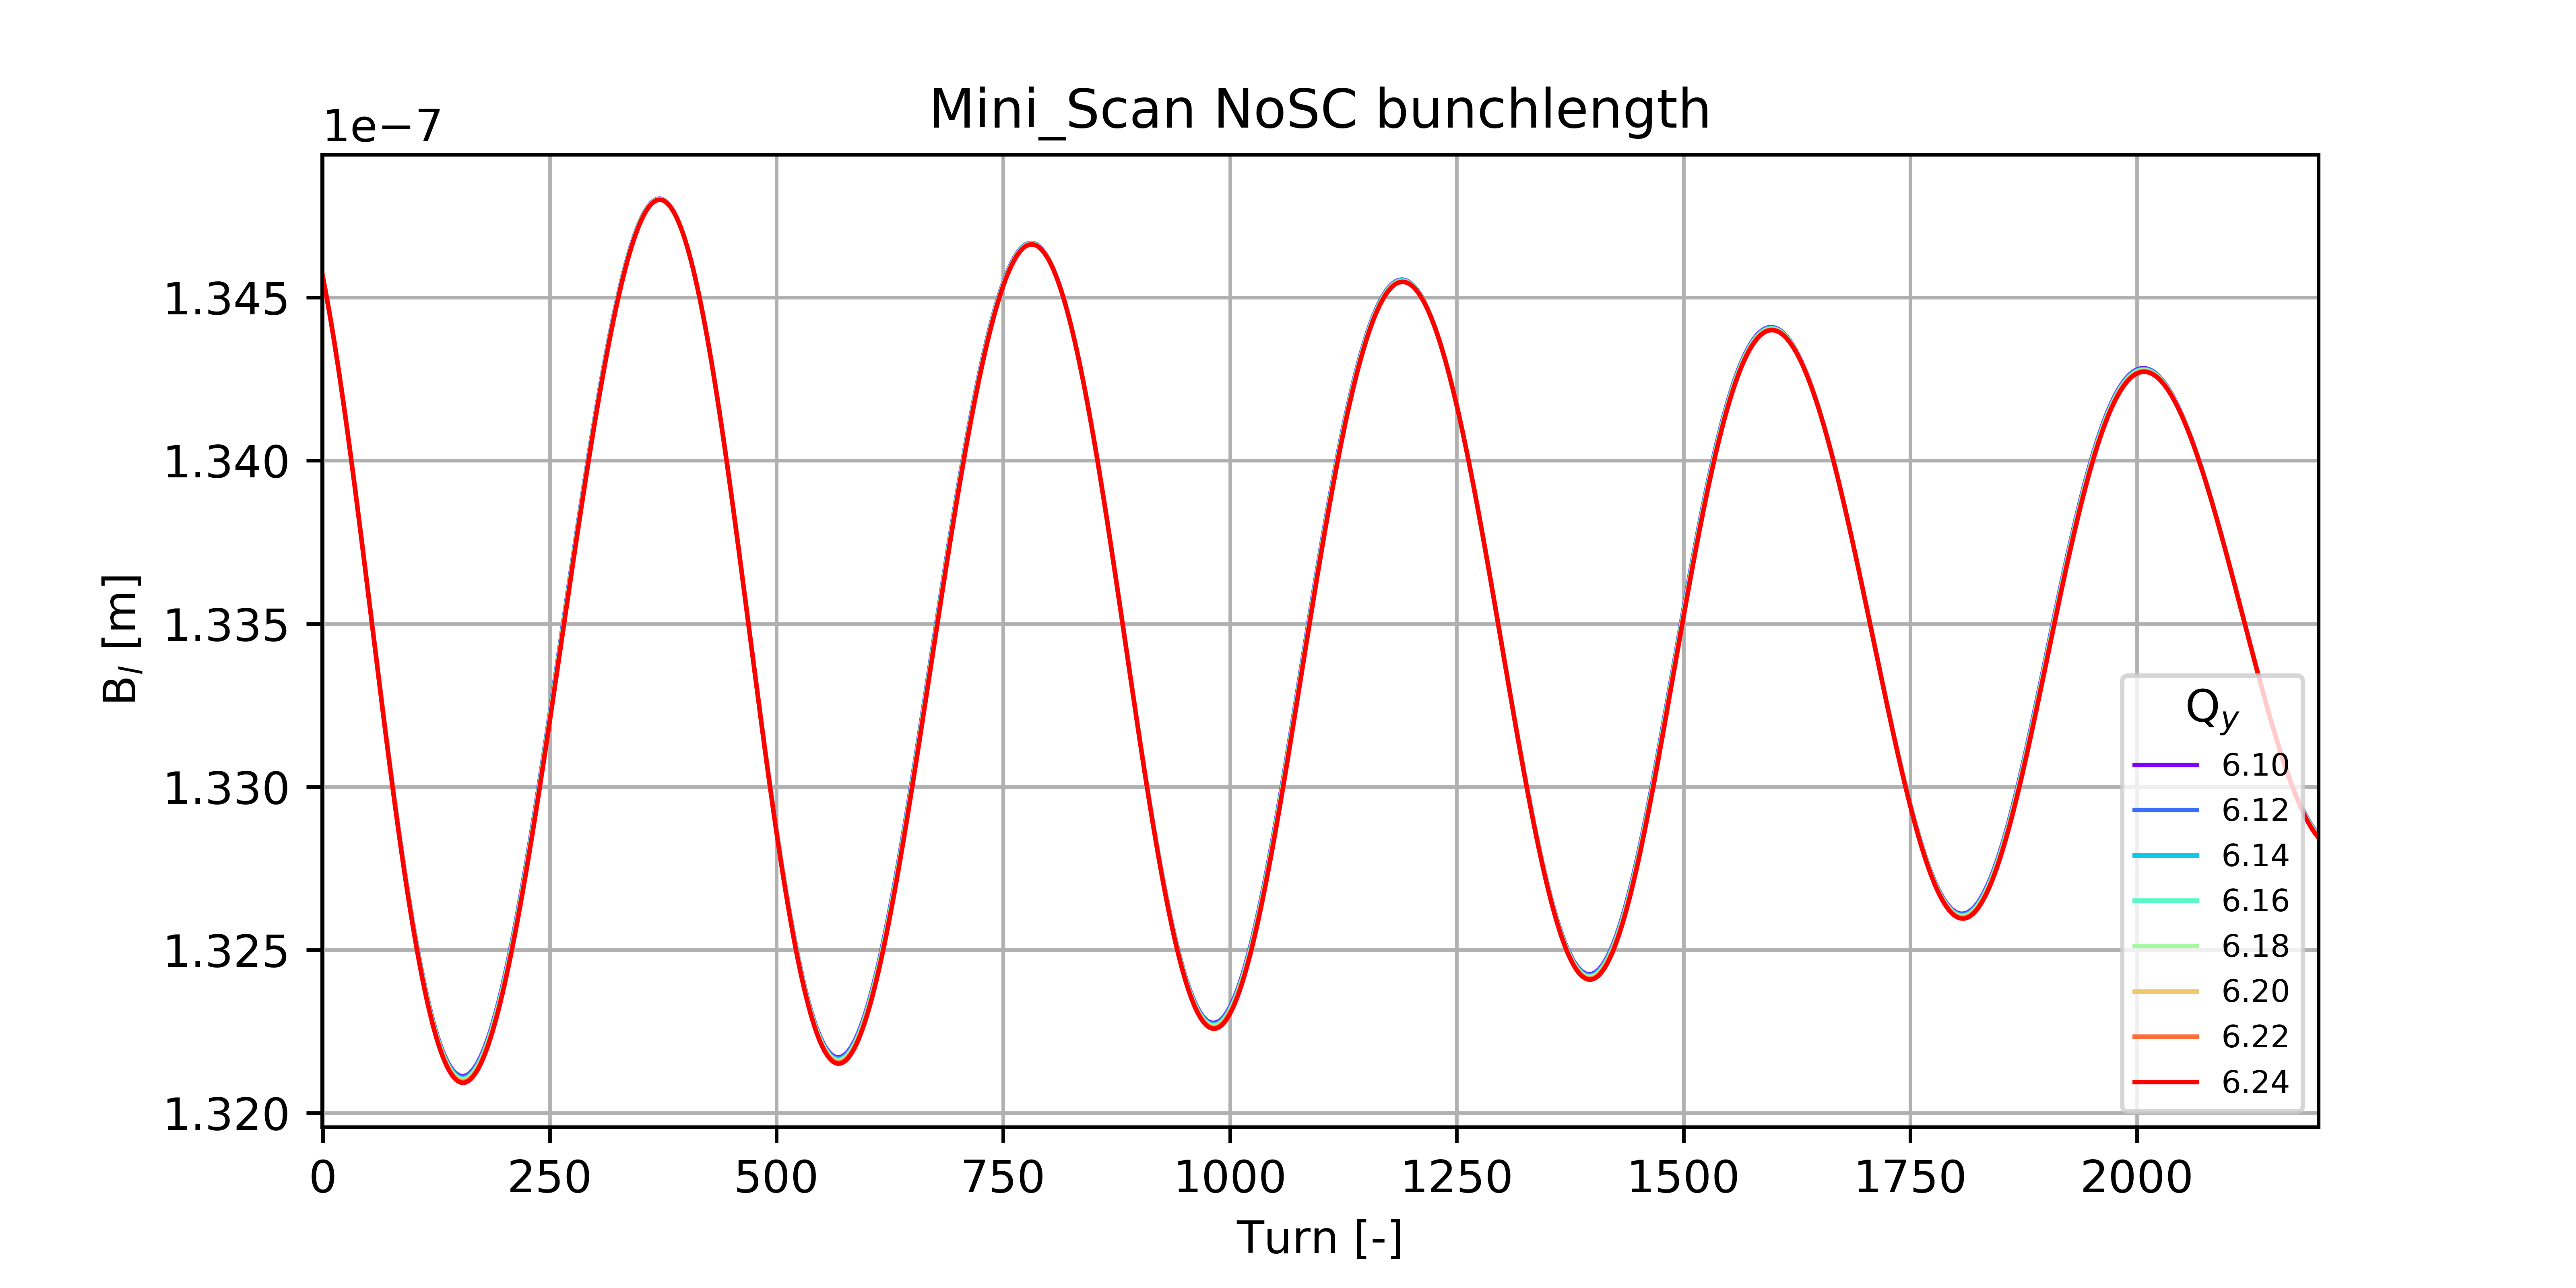 Mini_Scan NoSC bunchlength
1e−7
1.345
1.340
1.335
1.330
1.325
1.320
B_l [m]
0 250 500 750 1000 1250 1500 1750 2000
Turn [-]
Q_y
6.10
6.12
6.14
6.16
6.18
6.20
6.22
6.24